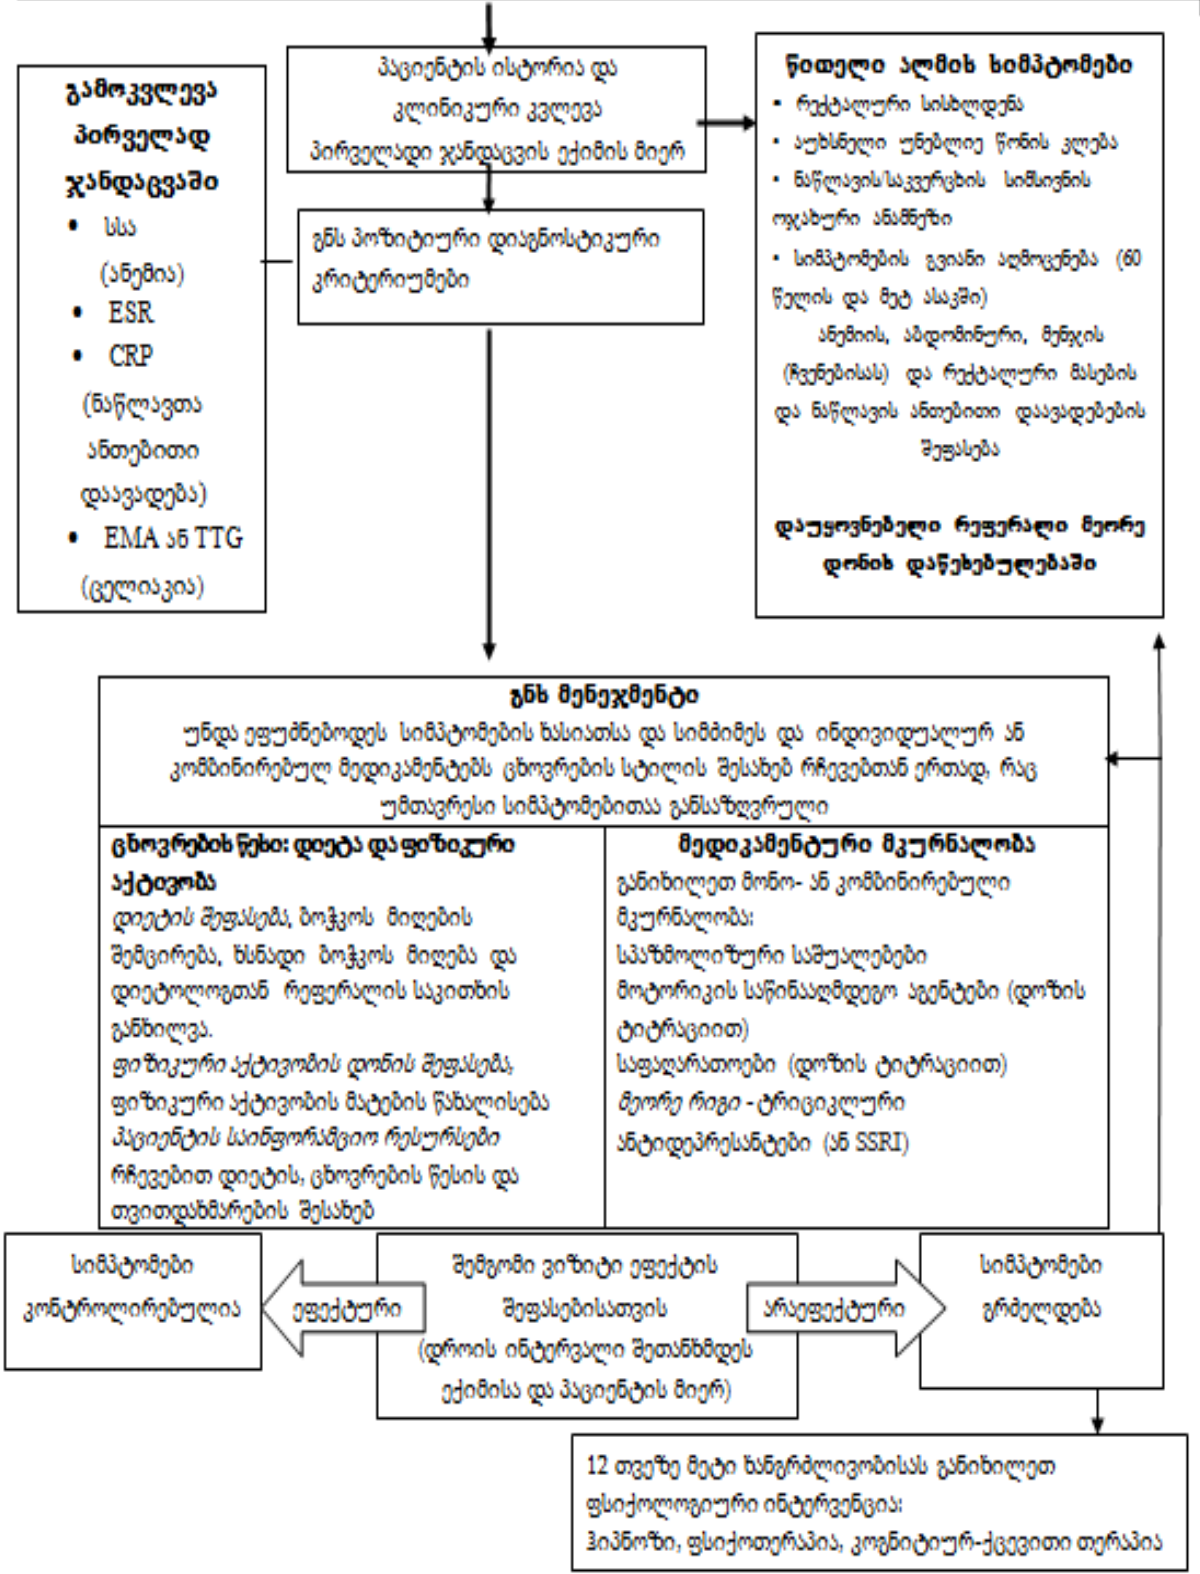 პაციენტის ისტორია და
კლინიკური კვლევა
პირველადი ჯანდაცვის ექიმის მიერ
გამოკვლევა
პირველად
ჯანდაცვაში
• სსა
(ანემია)
• ESR
• CRP
(ნაწლავთა
ანთებითი
დაავადება)
• EMA ან TTG
(ცელიაკია)
გნს პოზიტიური დიაგნოსტიკური
კრიტერიუმები
წითელი ალმის სიმპტომები
• რექტალური სისხლდენა
• აუხსნელი უნებლიე წონის კლება
• ნაწლავის/საკვერცხის სიმსივნის
ოჯახური ანამნეზი
• სიმპტომების გვიანი აღმოცენება (60
წელის და მეტ ასაკში)
ანემიის, აბდომინური, მენჯის
(ჩვენებისას) და რექტალური მასების
და ნაწლავის ანთებითი დაავადებების
შეფასება
დაუყოვნებელი რეფერალი მეორე
დონის დაწესებულებაში
გნს მენეჯმენტი
უნდა ეფუძნებოდეს სიმპტომების ხასიათსა და სიმძიმეს და ინდივიდუალურ ან
კომბინირებულ მედიკამენტებს ცხოვრების სტილის შესახებ რჩევებთან ერთად, რაც
უმთავრესი სიმპტომებითაა განსაზღვრული
ცხოვრების წესი: დიეტა და ფიზიკური
აქტივობა
დიეტის შეფასება, ბოჭკოს მიღების
შემცირება, ხსნადი ბოჭკოს მიღება და
დიეტოლოგთან რეფერალის საკითხის
განხილვა.
ფიზიკური აქტივობის დონის შეფასება,
ფიზიკური აქტივობის მატების წახალისება
პაციენტის საინფორმაციო რესურსები
რჩევებით დიეტის, ცხოვრების წესის და
თვითდახმარების შესახებ
მედიკამენტური მკურნალობა
განიხილეთ მონო- ან კომბინირებული
მკურნალობა:
სპაზმოლიზური საშუალებები
მოტორიკის საწინააღმდეგო აგენტები (დოზის
ტიტრაციით)
საფაღარათოები (დოზის ტიტრაციით)
მეორე რიგი - ტრიციკლური
ანტიდეპრესანტები (ან SSRI)
სიმპტომები
კონტროლირებულია
ეფექტური
შემგომი ვიზიტი ეფექტის
შეფასებისათვის
(დროის ინტერვალი შეთანხმდეს
ექიმისა და პაციენტის მიერ)
არაეფექტური
სიმპტომები
გრძელდება
12 თვეზე მეტი ხანგრძლივობისას განიხილეთ
ფსიქოლოგიური ინტერვენცია:
ჰიპნოზი, ფსიქოთერაპია, კოგნიტიურ-ქცევითი თერაპია